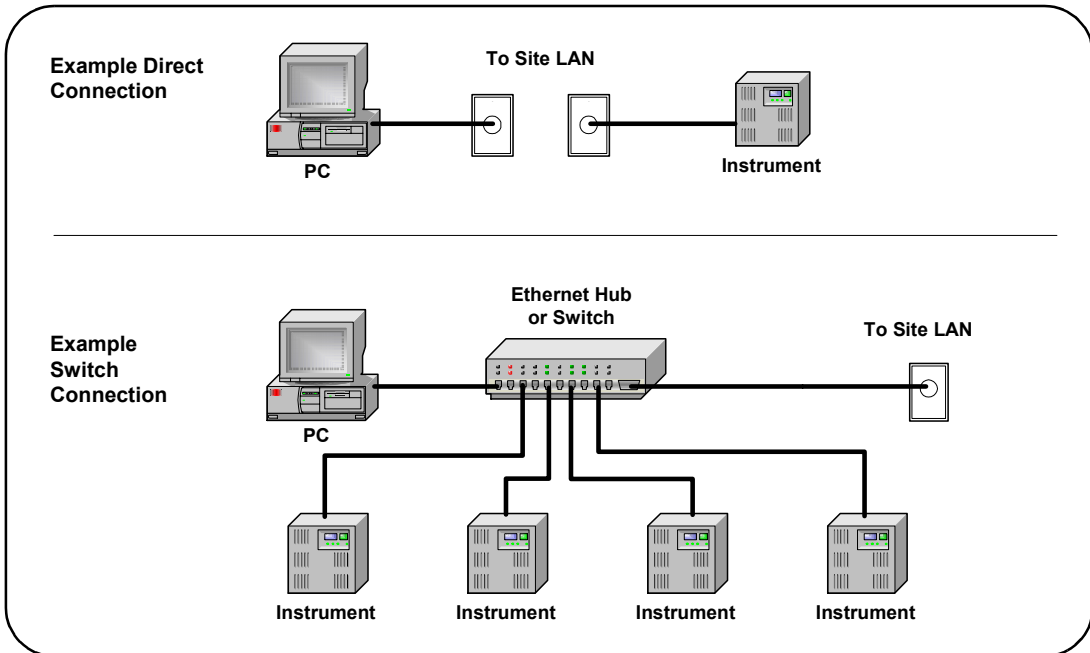 Example Direct
Connection
To Site LAN
PC
Instrument
Example
Switch
Connection
Ethernet Hub
or Switch
To Site LAN
PC
Instrument
Instrument
Instrument
Instrument